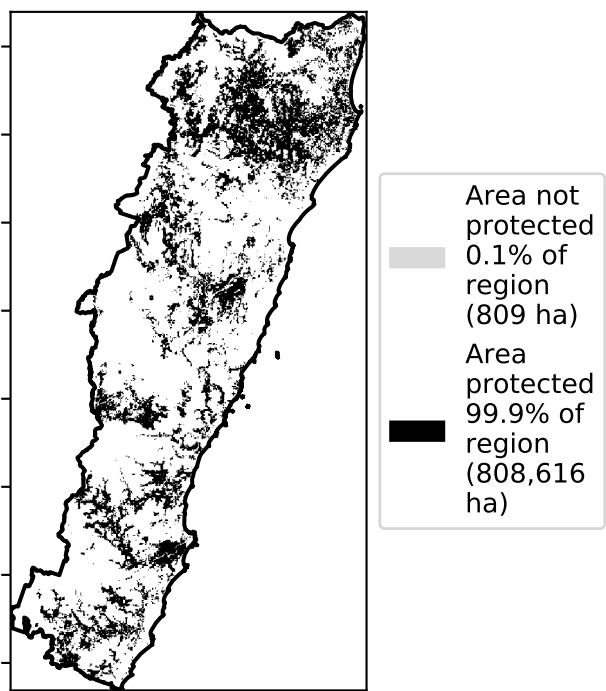 Area not
protected
0.1% of
region
(809 ha)
Area
protected
99.9% of
region
(808,616
ha)